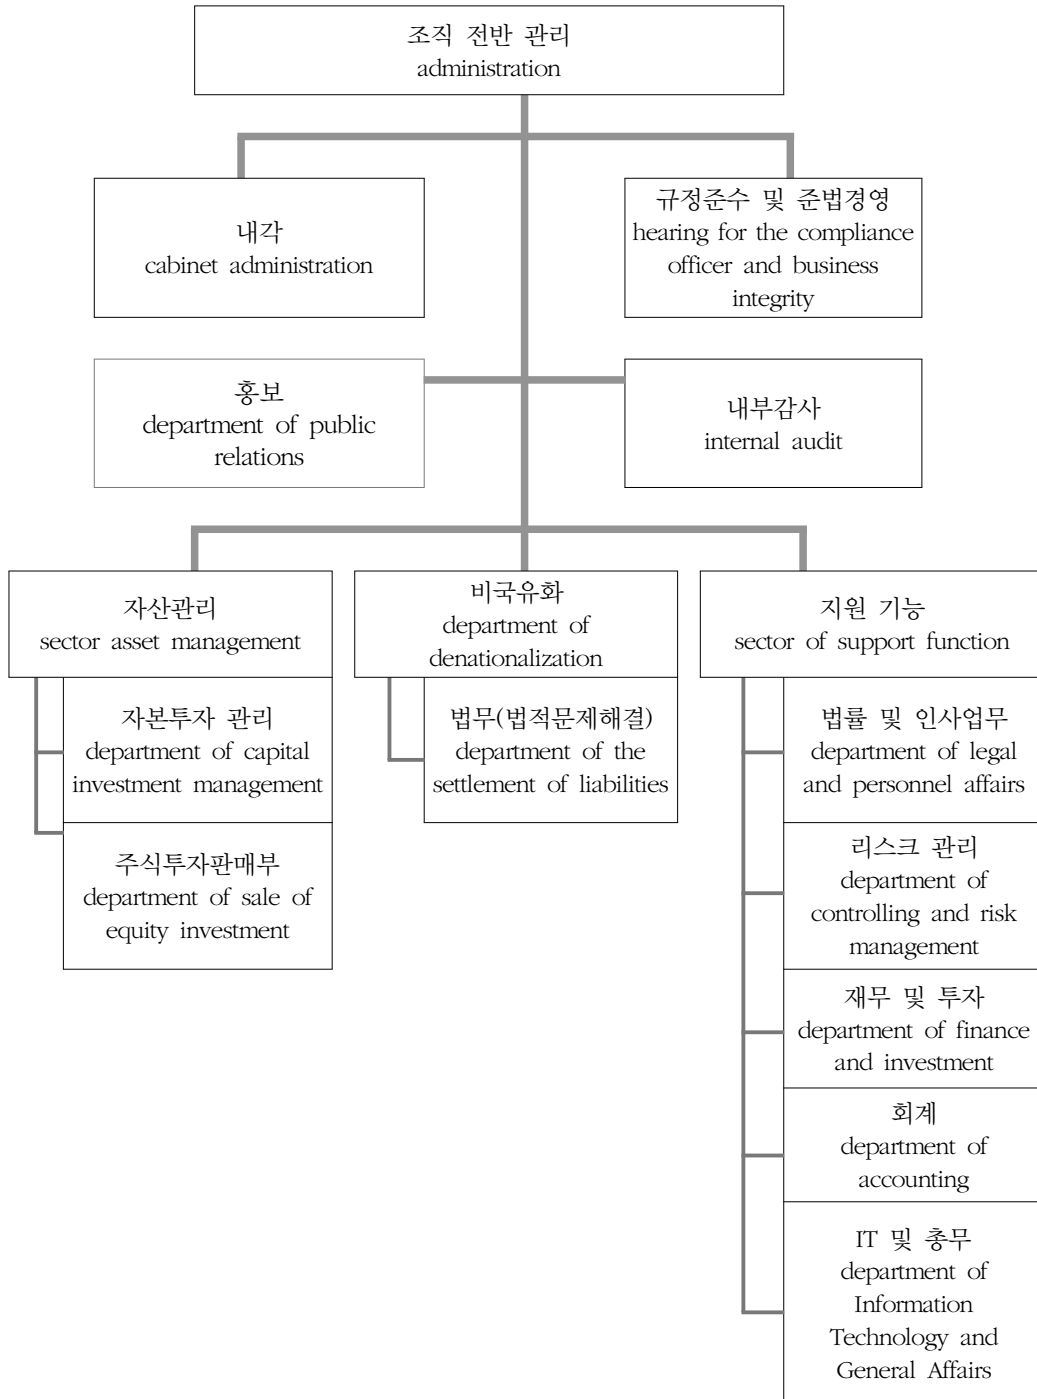 조직 전반 관리
administration
내각
cabinet administration
규정준수 및 준법경영
hearing for the compliance
officer and business
integrity
홍보
department of public
relations
내부감사
internal audit
자산관리
sector asset management
비국유화
department of
denationalization
지원 기능
sector of support function
자본투자 관리
department of capital
investment management
법무(법적문제해결)
department of the
settlement of liabilities
법률 및 인사업무
department of legal
and personnel affairs
주식투자판매부
department of sale of
equity investment
리스크 관리
department of
controlling and risk
management
재무 및 투자
department of finance
and investment
회계
department of
accounting
IT 및 총무
department of
Information
Technology and
General Affairs